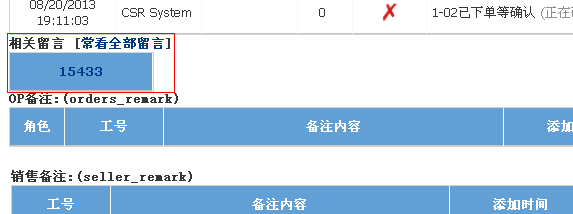 08/20/2013
19:11:03 CSR System 0 1-02已下单等确认 (正在
相关留言 [常看全部留言]
15433
OP备注:(orders_remark)
角色 工号 备注内容 添加
销售备注:(seller_remark)
工号 备注内容 添加时间